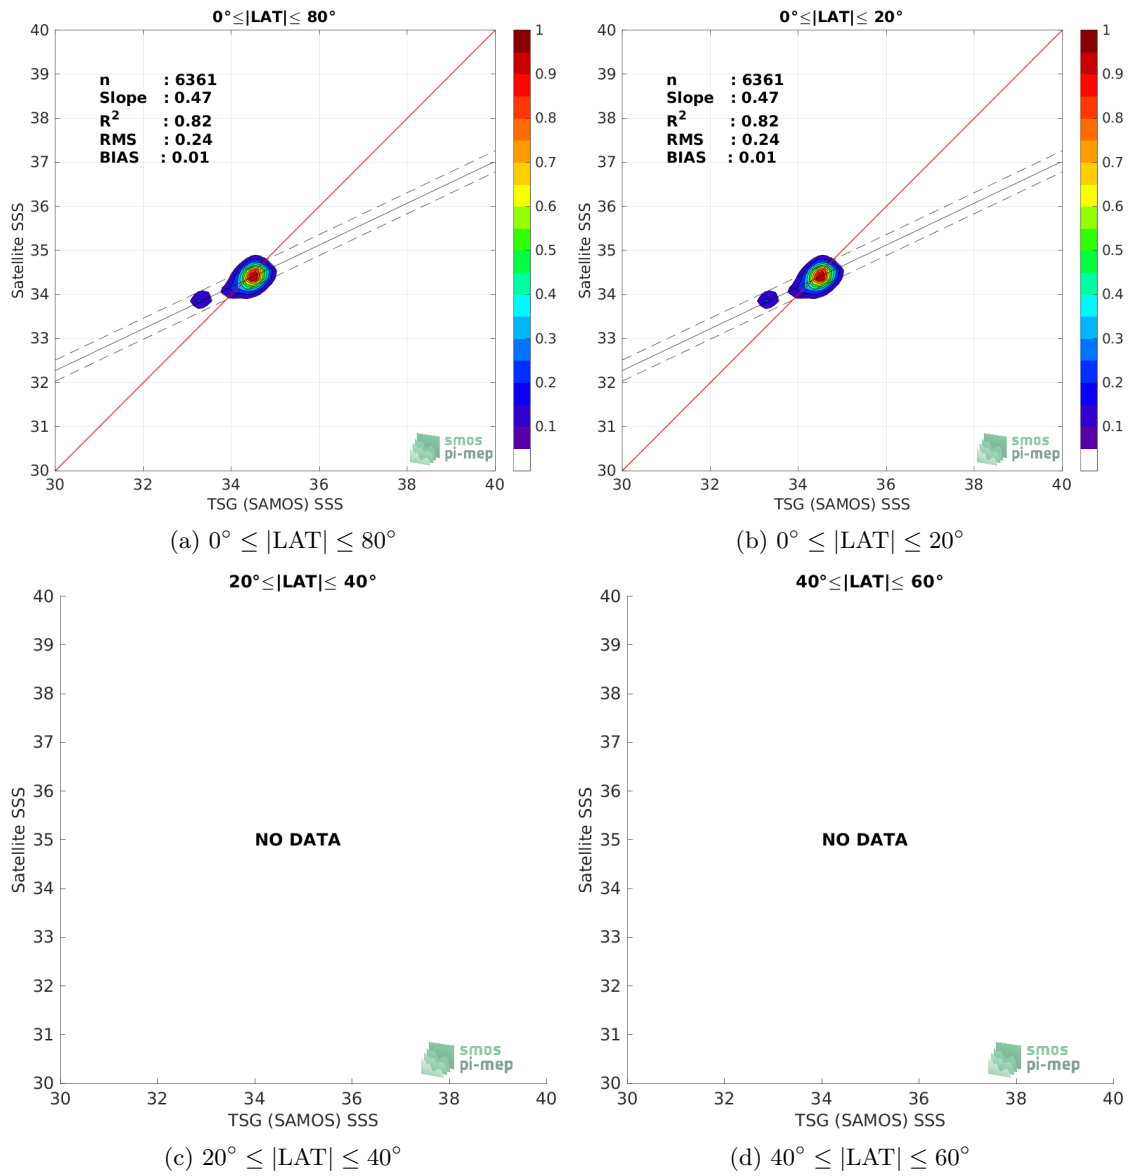 0°≤|LAT|≤ 80°
40
39
38
37
36
35
34
33
32
31
30
Satellite SSS
n : 6361
Slope : 0.47
R² : 0.82
RMS : 0.24
BIAS : 0.01
smos
pi-mep
30 32 34 36 38 40
TSG (SAMOS) SSS
1
0.9
0.8
0.7
0.6
0.5
0.4
0.3
0.2
0.1
(a) 0° ≤ |LAT| ≤ 80°
0°≤|LAT|≤ 20°
40
39
38
37
36
35
34
33
32
31
30
Satellite SSS
n : 6361
Slope : 0.47
R² : 0.82
RMS : 0.24
BIAS : 0.01
smos
pi-mep
30 32 34 36 38 40
TSG (SAMOS) SSS
1
0.9
0.8
0.7
0.6
0.5
0.4
0.3
0.2
0.1
(b) 0° ≤ |LAT| ≤ 20°
20°≤|LAT|≤ 40°
40
39
38
37
36
35
34
33
32
31
30
Satellite SSS
NO DATA
smos
pi-mep
30 32 34 36 38 40
TSG (SAMOS) SSS
(c) 20° ≤ |LAT| ≤ 40°
40°≤|LAT|≤ 60°
40
39
38
37
36
35
34
33
32
31
30
Satellite SSS
NO DATA
smos
pi-mep
30 32 34 36 38 40
TSG (SAMOS) SSS
(d) 40° ≤ |LAT| ≤ 60°